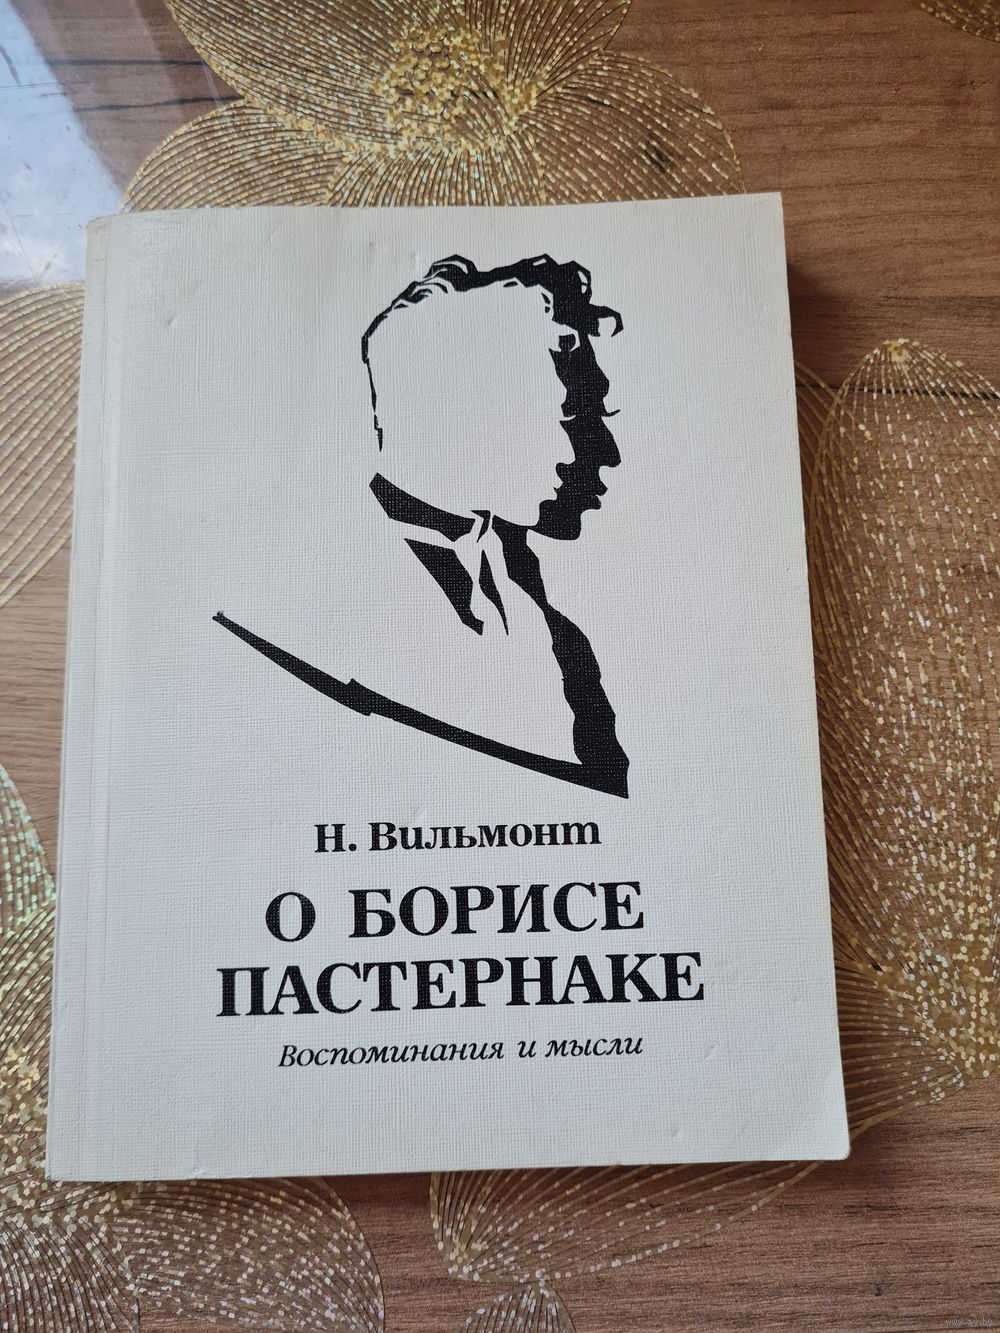 Н. Вильмонт
О БОРИСЕ
ПАСТЕРНАКЕ
Воспоминания и мысли